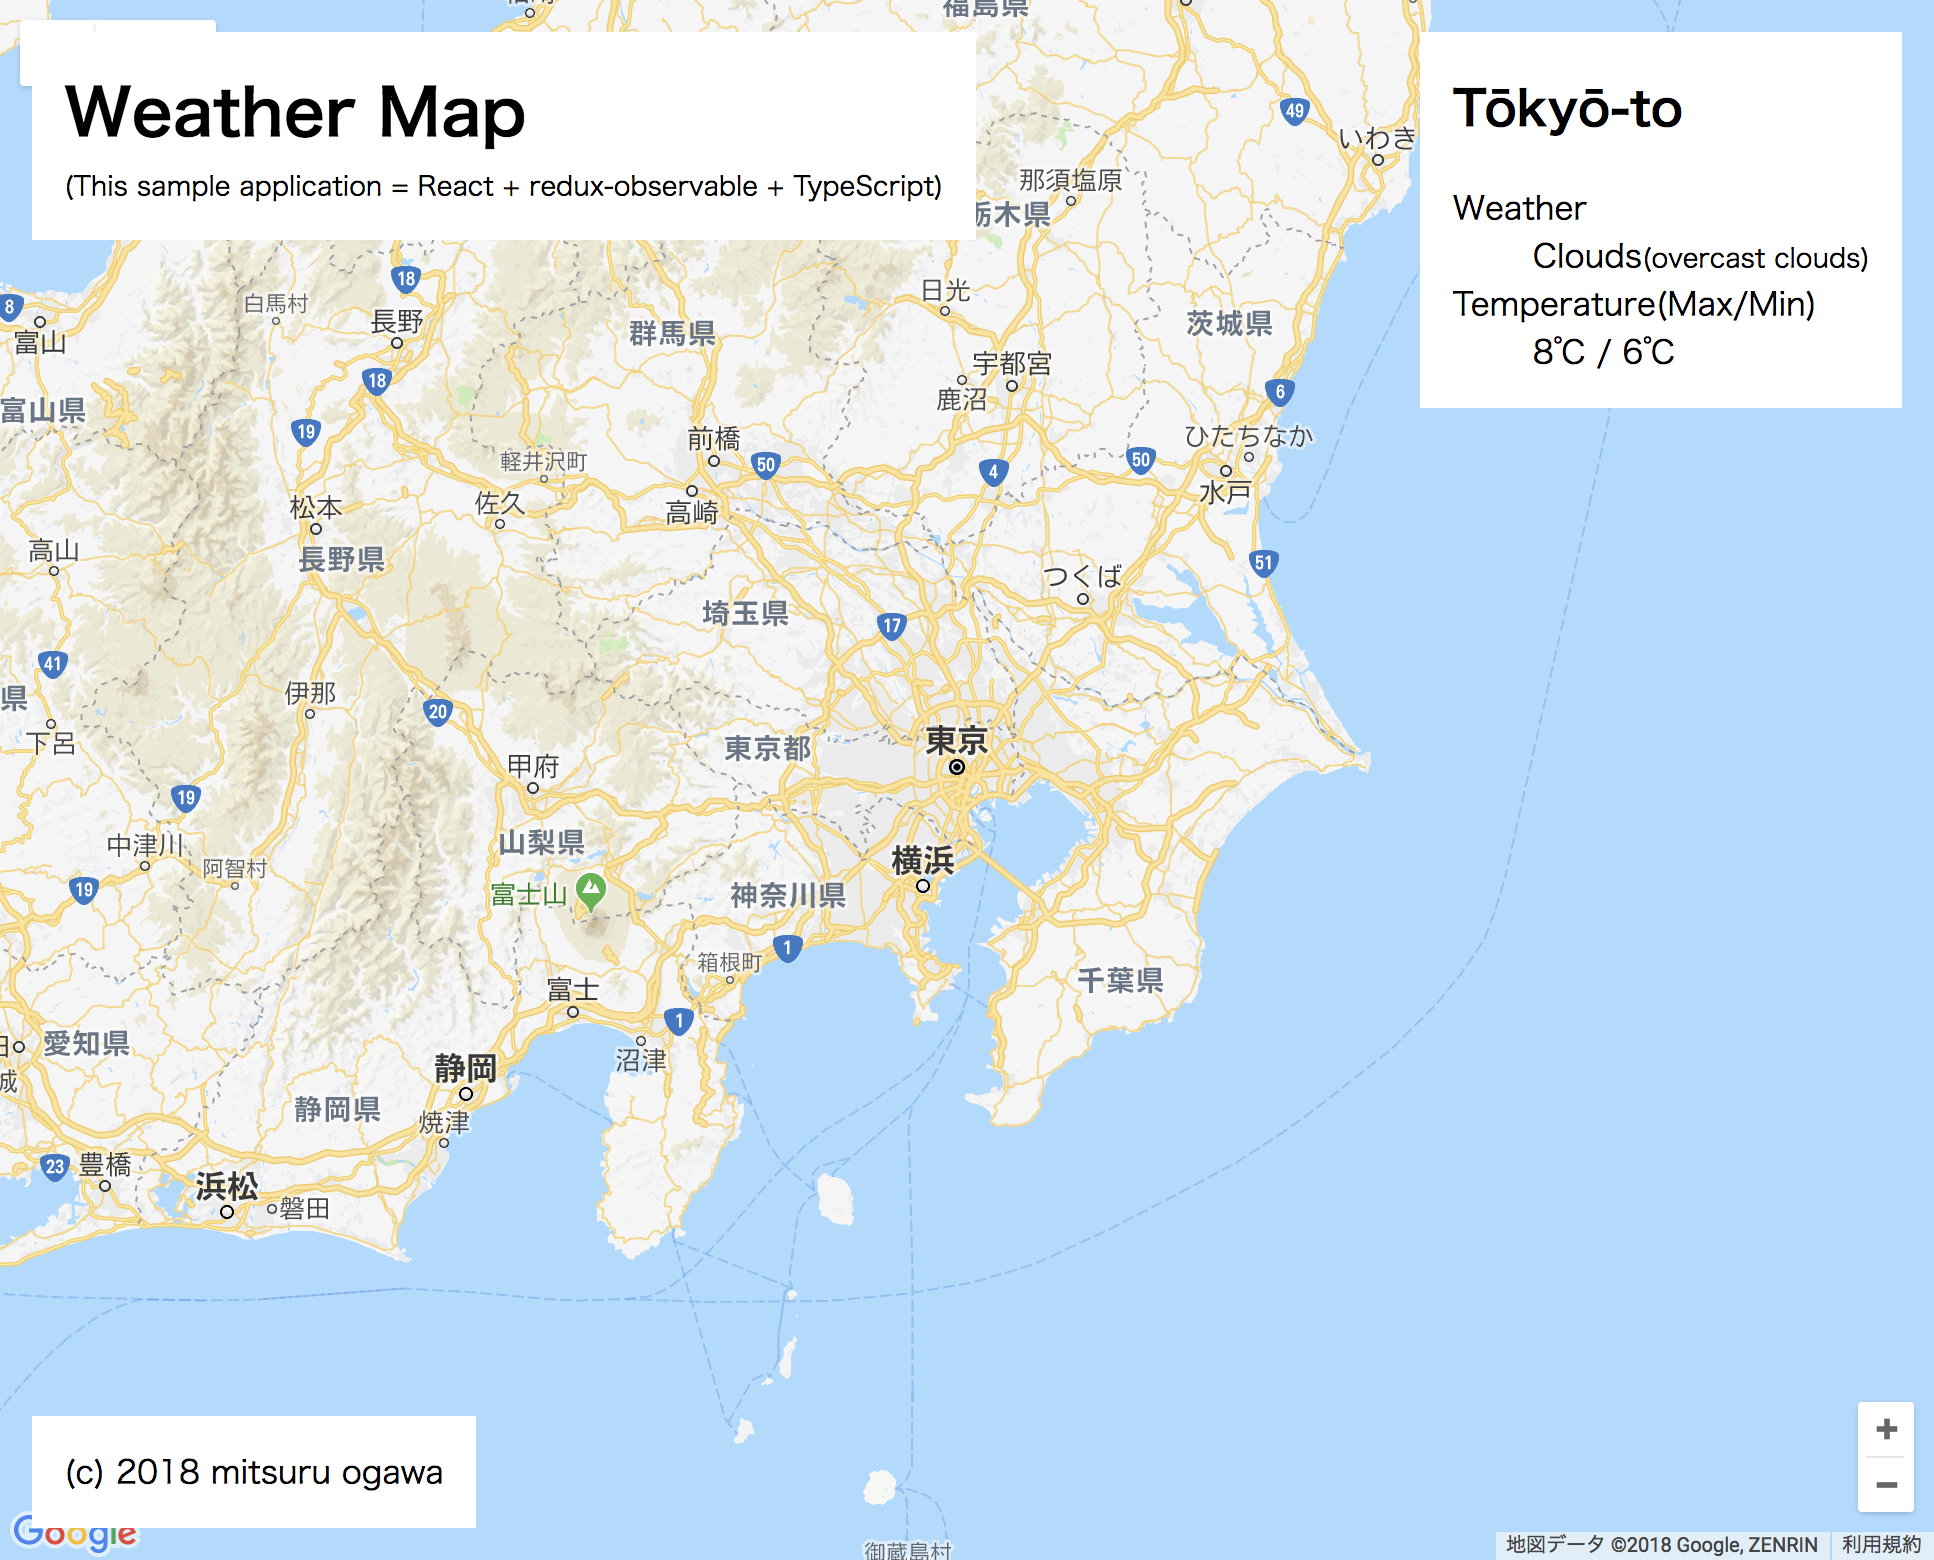 Weather Map
(This sample application = React + redux-observable + TypeScript)
Tōkyō-to
Weather
Clouds(overcast clouds)
Temperature(Max/Min)
8℃ / 6℃
福島県
49
いわき
那須塩原
栃木県
18
日光
白馬村
8
長野
富山
群馬県
茨城県
宇都宮
18
鹿沼
6
富山県
19
前橋
ひたちなか
軽井沢町
50
4
50
松本
佐久
高崎
水戸
高山
長野県
51
つくば
埼玉県
17
41
伊那
県
20
下呂
東京都
東京
甲府
19
中津川
山梨県
横浜
阿智村
19
富士山
神奈川県
1
箱根町
千葉県
富士
1
愛知県
沼津
静岡
静岡県
焼津
23
豊橋
浜松
磐田
(c) 2018 mitsuru ogawa
+
−
Google
御蔵島村
地図データ ©2018 Google, ZENRIN
利用規約